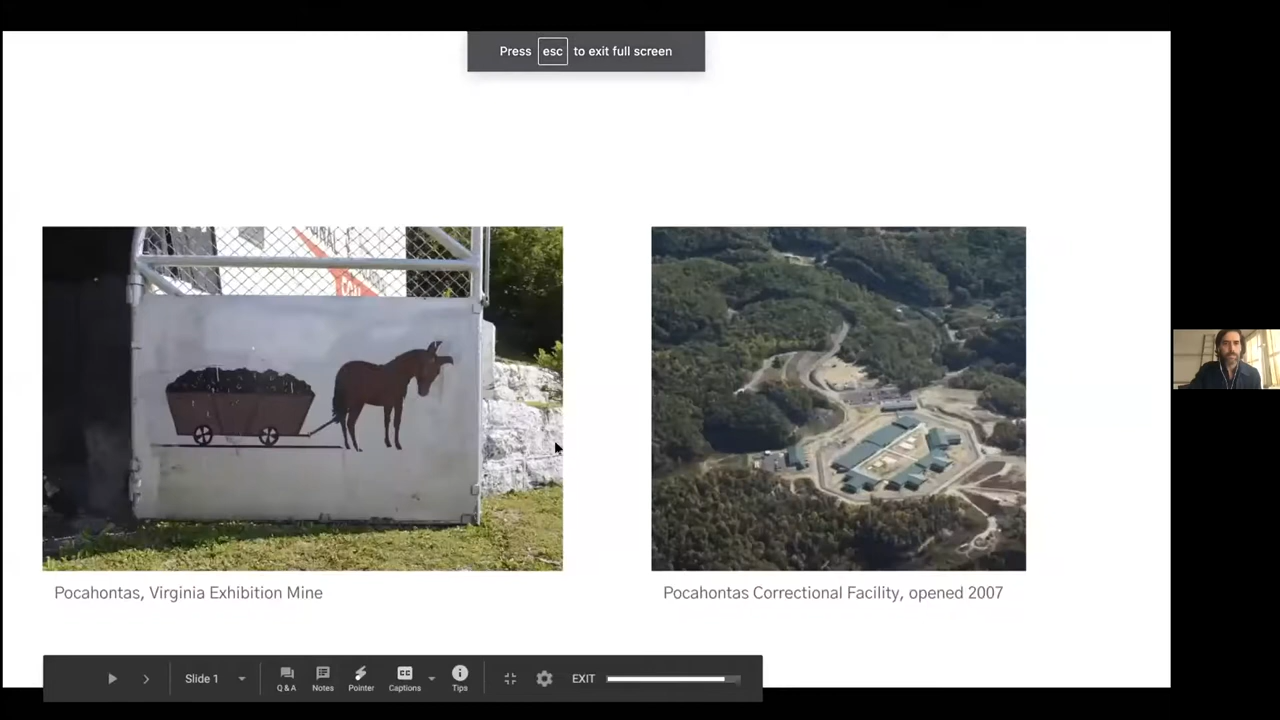 Press esc to exit full screen
Pocahontas, Virginia Exhibition Mine
Pocahontas Correctional Facility, opened 2007
Slide 1
Q & A
Notes
Pointer
CC
Captions
Tips
EXIT